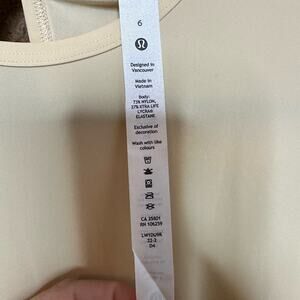 6
Designed in
Vancouver
Made in
Vietnam
Body:
73% NYLON,
27% XTRA LIFE
LYCRA®
ELASTANE
Exclusive of
decoration
Wash with like
colours
CA 35801
RN 106259
LW1DU9R
22-2
D4